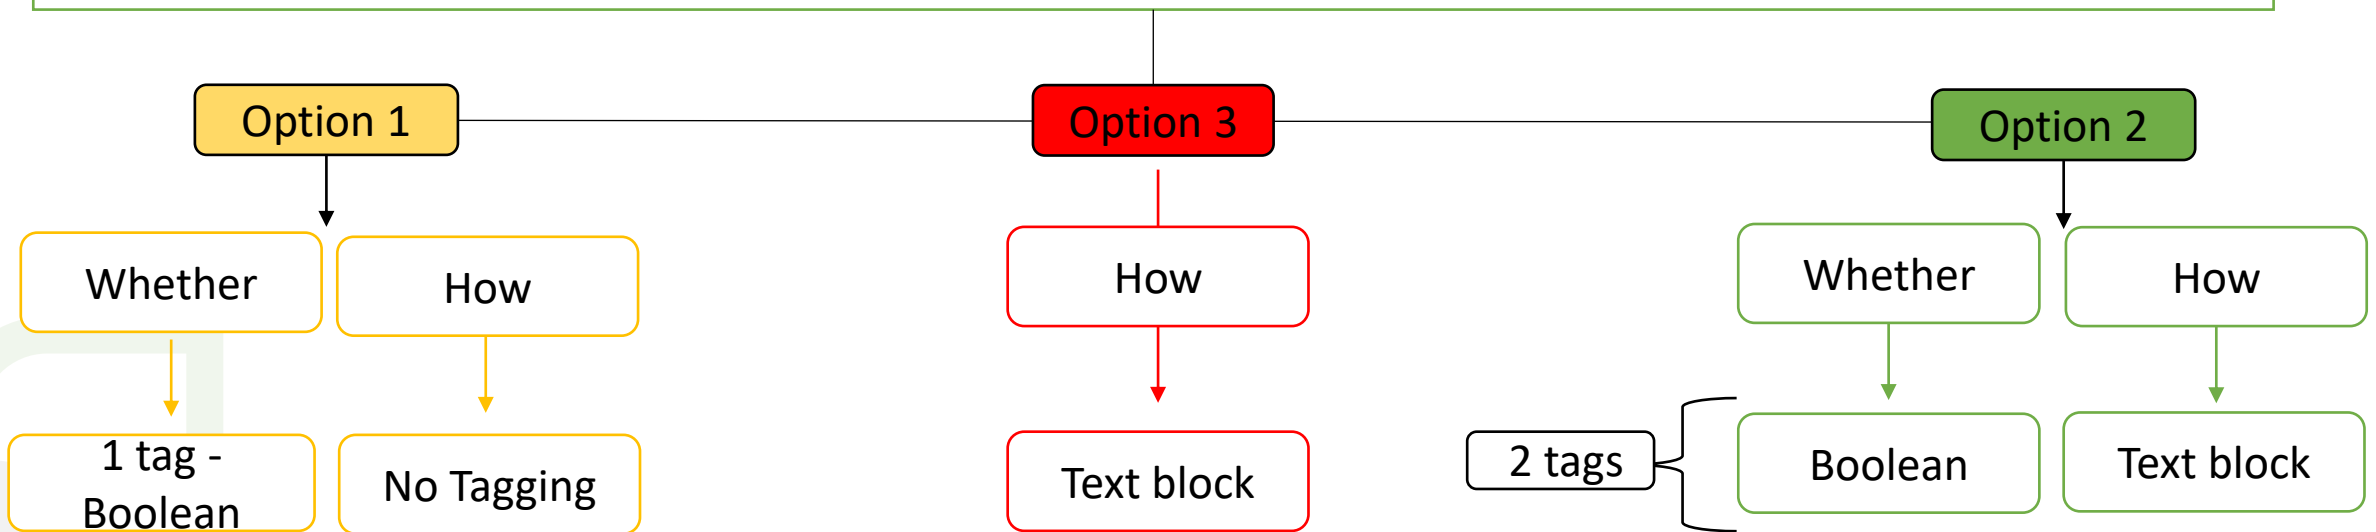 Option 1
Option 3
Option 2
Whether
How
How
Whether
How
1 tag -
Boolean
No Tagging
Text block
2 tags
Boolean
Text block